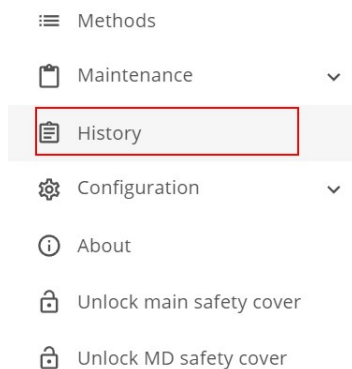 Methods
Maintenance
History
Configuration
About
Unlock main safety cover
Unlock MD safety cover